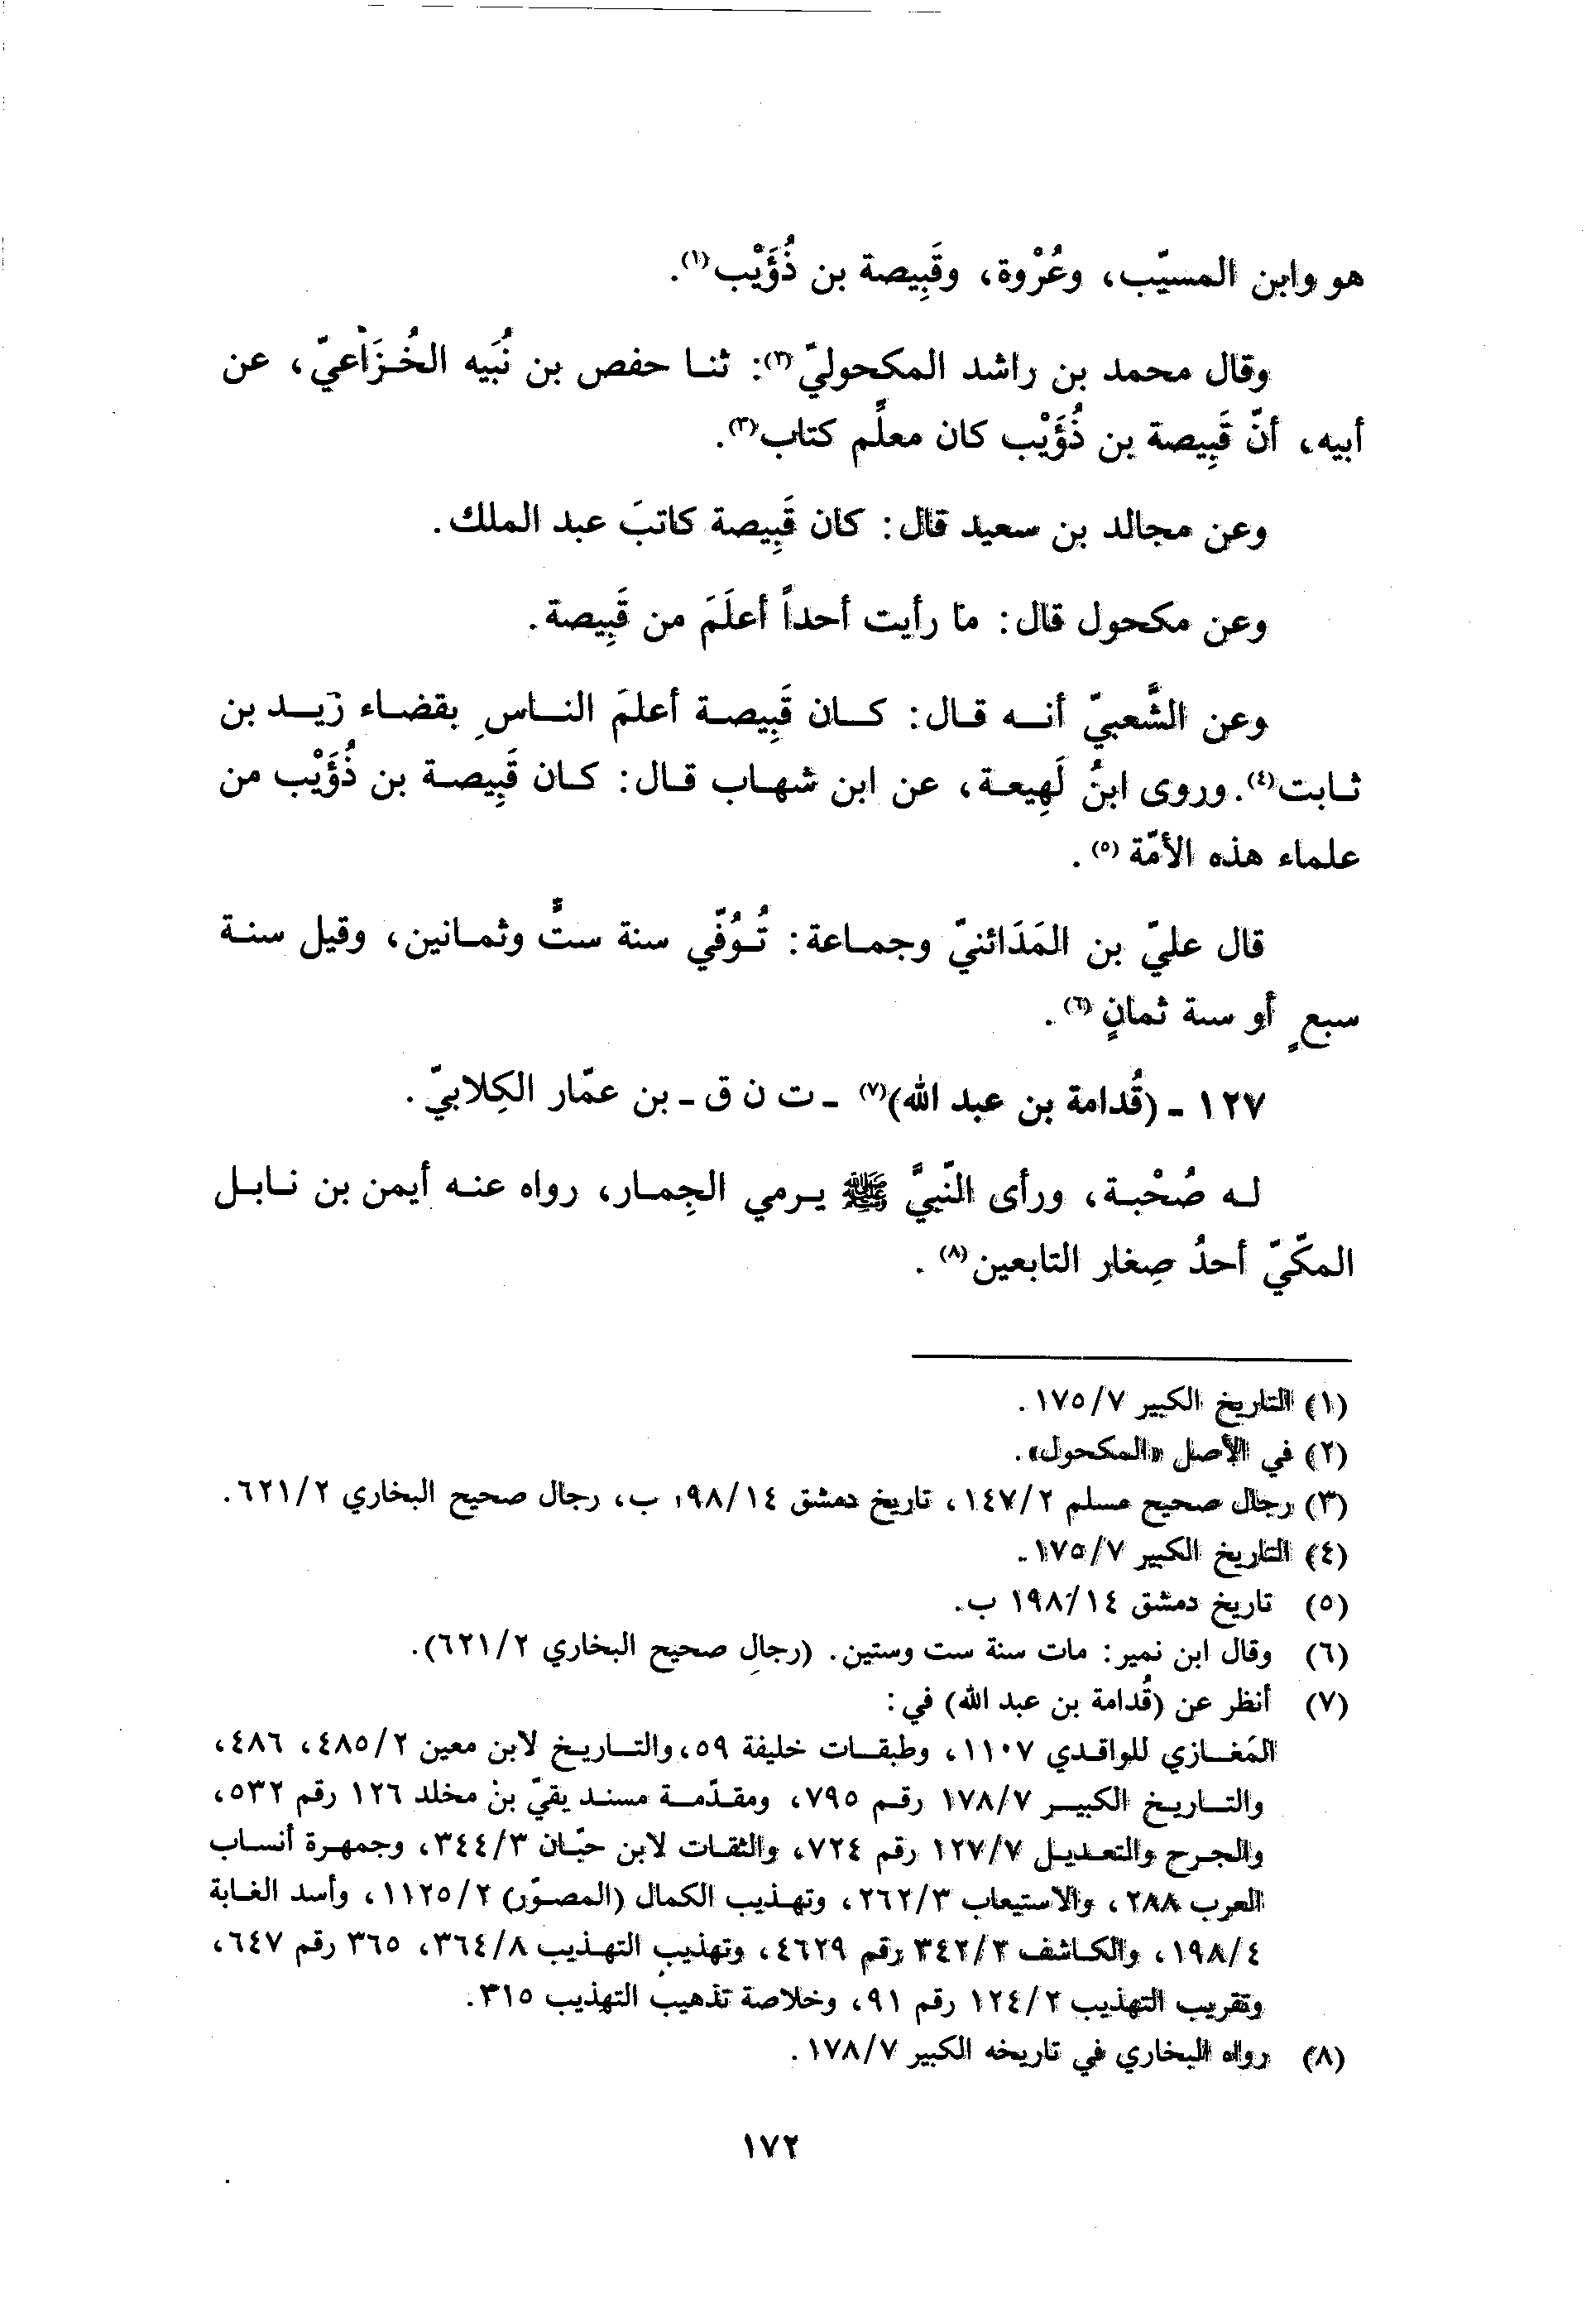 هو وابن المسيّب، وعُرْوة، وقَبِيصة بن ذُؤَيْب(١).
وقال محمد بن راشد المكحوليّ(٢): ثنا حفص بن نُبَيه الخُزَاعيّ، عن
أبيه، أنّ قَبِيصة بن ذُؤَيْب كان معلّم كتاب(٣).
وعن مجالد بن سعيد قال: كان قَبِيصة كاتبَ عبد الملك.
وعن مكحول قال: ما رأيت أحداً أعلَمَ من قَبِيصة.
وعن الشَّعبيّ أنه قال: كان قَبِيصة أعلمَ الناسِ بقضاء زيد بن
ثابت(٤). وروى ابنُ لَهِيعة، عن ابن شهاب قال: كان قَبِيصة بن ذُؤَيْب من
علماء هذه الأمّة(٥).
قال عليّ بن المَدَائنيّ وجماعة: تُوُفّي سنة ستٍّ وثمانين، وقيل سنة
سبعٍ أو سنة ثمانٍ(٦).
١٢٧ - (قُدامة بن عبد الله)(٧) - ت ن ق - بن عمّار الكِلابيّ.
له صُحْبة، ورأى النّبيَّ ﷺ يرمي الجِمار، رواه عنه أيمن بن نابل
المكّيّ أحدُ صِغار التابعين(٨).
(١) التاريخ الكبير ١٧٥/٧.
(٢) في الأصل «المكحول».
(٣) رجال صحيح مسلم ١٤٧/٢، تاريخ دمشق ١٩٨/١٤ ب، رجال صحيح البخاري ٦٢١/٢.
(٤) التاريخ الكبير ١٧٥/٧.
(٥) تاريخ دمشق ١٩٨/١٤ ب.
(٦) وقال ابن نمير: مات سنة ست وستين. (رجال صحيح البخاري ٦٢١/٢).
(٧) أنظر عن (قُدامة بن عبد الله) في:
المَغازي للواقدي ١١٠٧، وطبقات خليفة ٥٩، والتاريخ لابن معين ٤٨٥/٢، ٤٨٦،
والتاريخ الكبير ١٧٨/٧ رقم ٧٩٥، ومقدّمة مسند بقيّ بن مخلد ١٢٦ رقم ٥٣٢،
والجرح والتعديل ١٢٧/٧ رقم ٧٢٤، والثقات لابن حبّان ٣٤٤/٣، وجمهرة أنساب
العرب ٢٨٨، والاستيعاب ٢٦٢/٣، وتهذيب الكمال (المصوّر) ١١٢٥/٢، وأسد الغابة
١٩٨/٤، والكاشف ٣٤٢/٢ رقم ٤٦٢٩، وتهذيب التهذيب ٣٦٤/٨، ٣٦٥ رقم ٦٤٧،
وتقريب التهذيب ١٢٤/٢ رقم ٩١، وخلاصة تذهيب التهذيب ٣١٥.
(٨) رواه البخاري في تاريخه الكبير ١٧٨/٧.
١٧٢